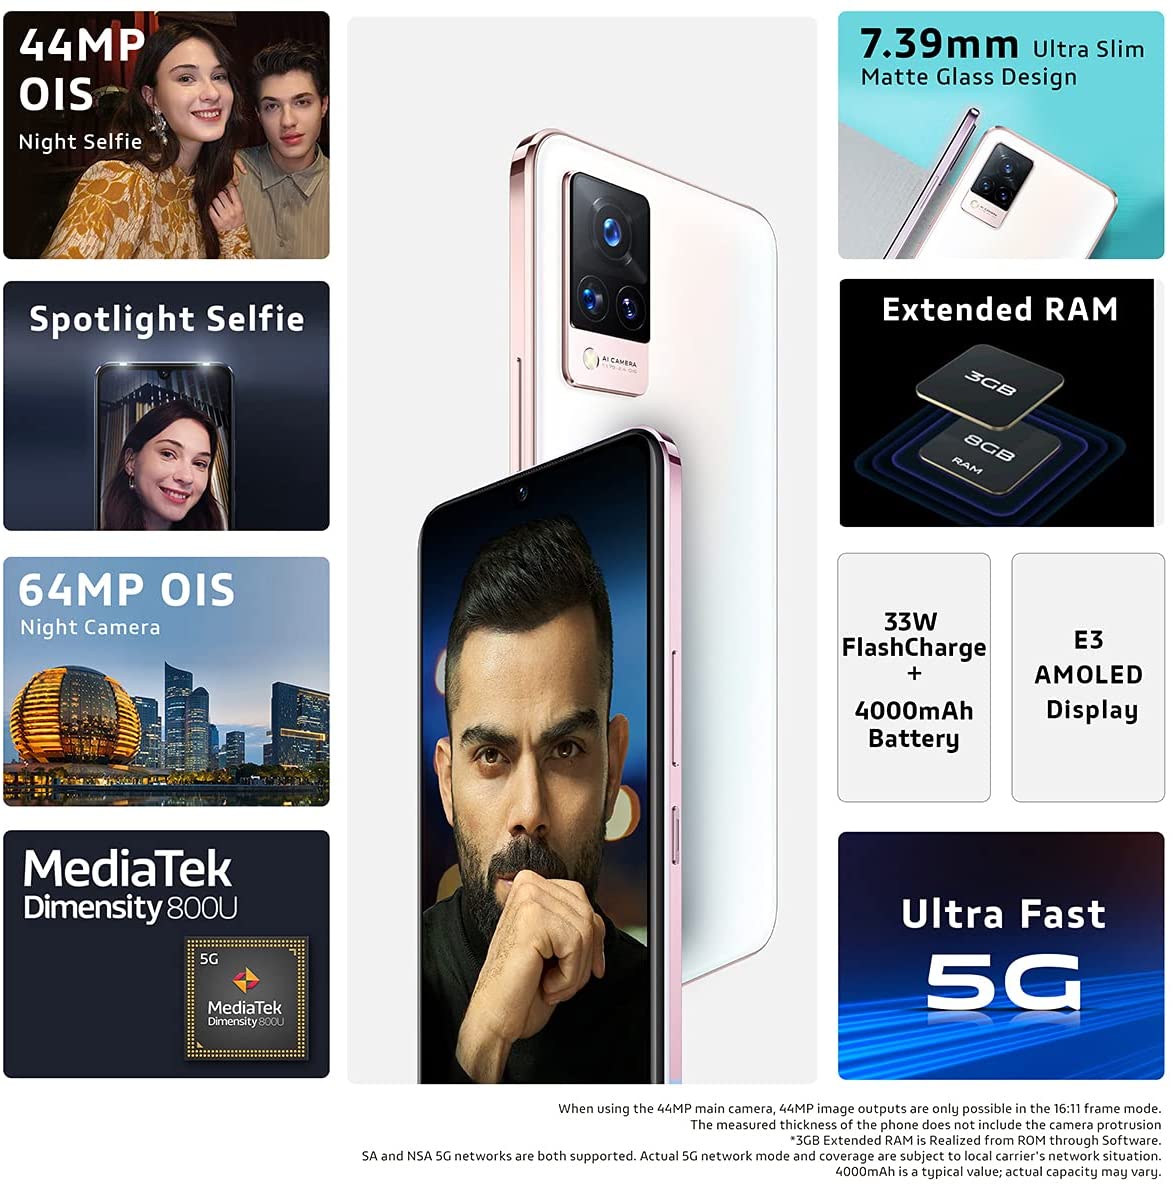 44MP
OIS
Night Selfie
7.39mm Ultra Slim
Matte Glass Design
Spotlight Selfie
AI CAMERA
Extended RAM
3GB
8GB
RAM
64MP OIS
Night Camera
33W
FlashCharge
+
4000mAh
Battery
E3
AMOLED
Display
MediaTek
Dimensity 800U
5G
MediaTek
Dimensity 800U
Ultra Fast
5G
When using the 44MP main camera, 44MP image outputs are only possible in the 16:11 frame mode.
The measured thickness of the phone does not include the camera protrusion
*3GB Extended RAM is Realized from ROM through Software.
SA and NSA 5G networks are both supported. Actual 5G network mode and coverage are subject to local carrier's network situation.
4000mAh is a typical value; actual capacity may vary.